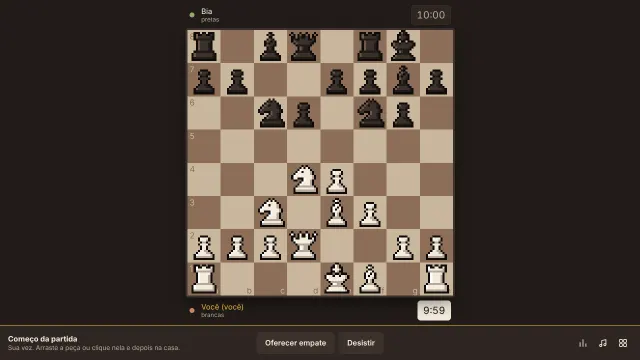 Bia
pretas
10:00
7
6
5
4
3
2
b c d g
Você (você)
brancas
9:59
Começo da partida
Sua vez. Arraste a peça ou clique nela e depois na casa.
Oferecer empate
Desistir